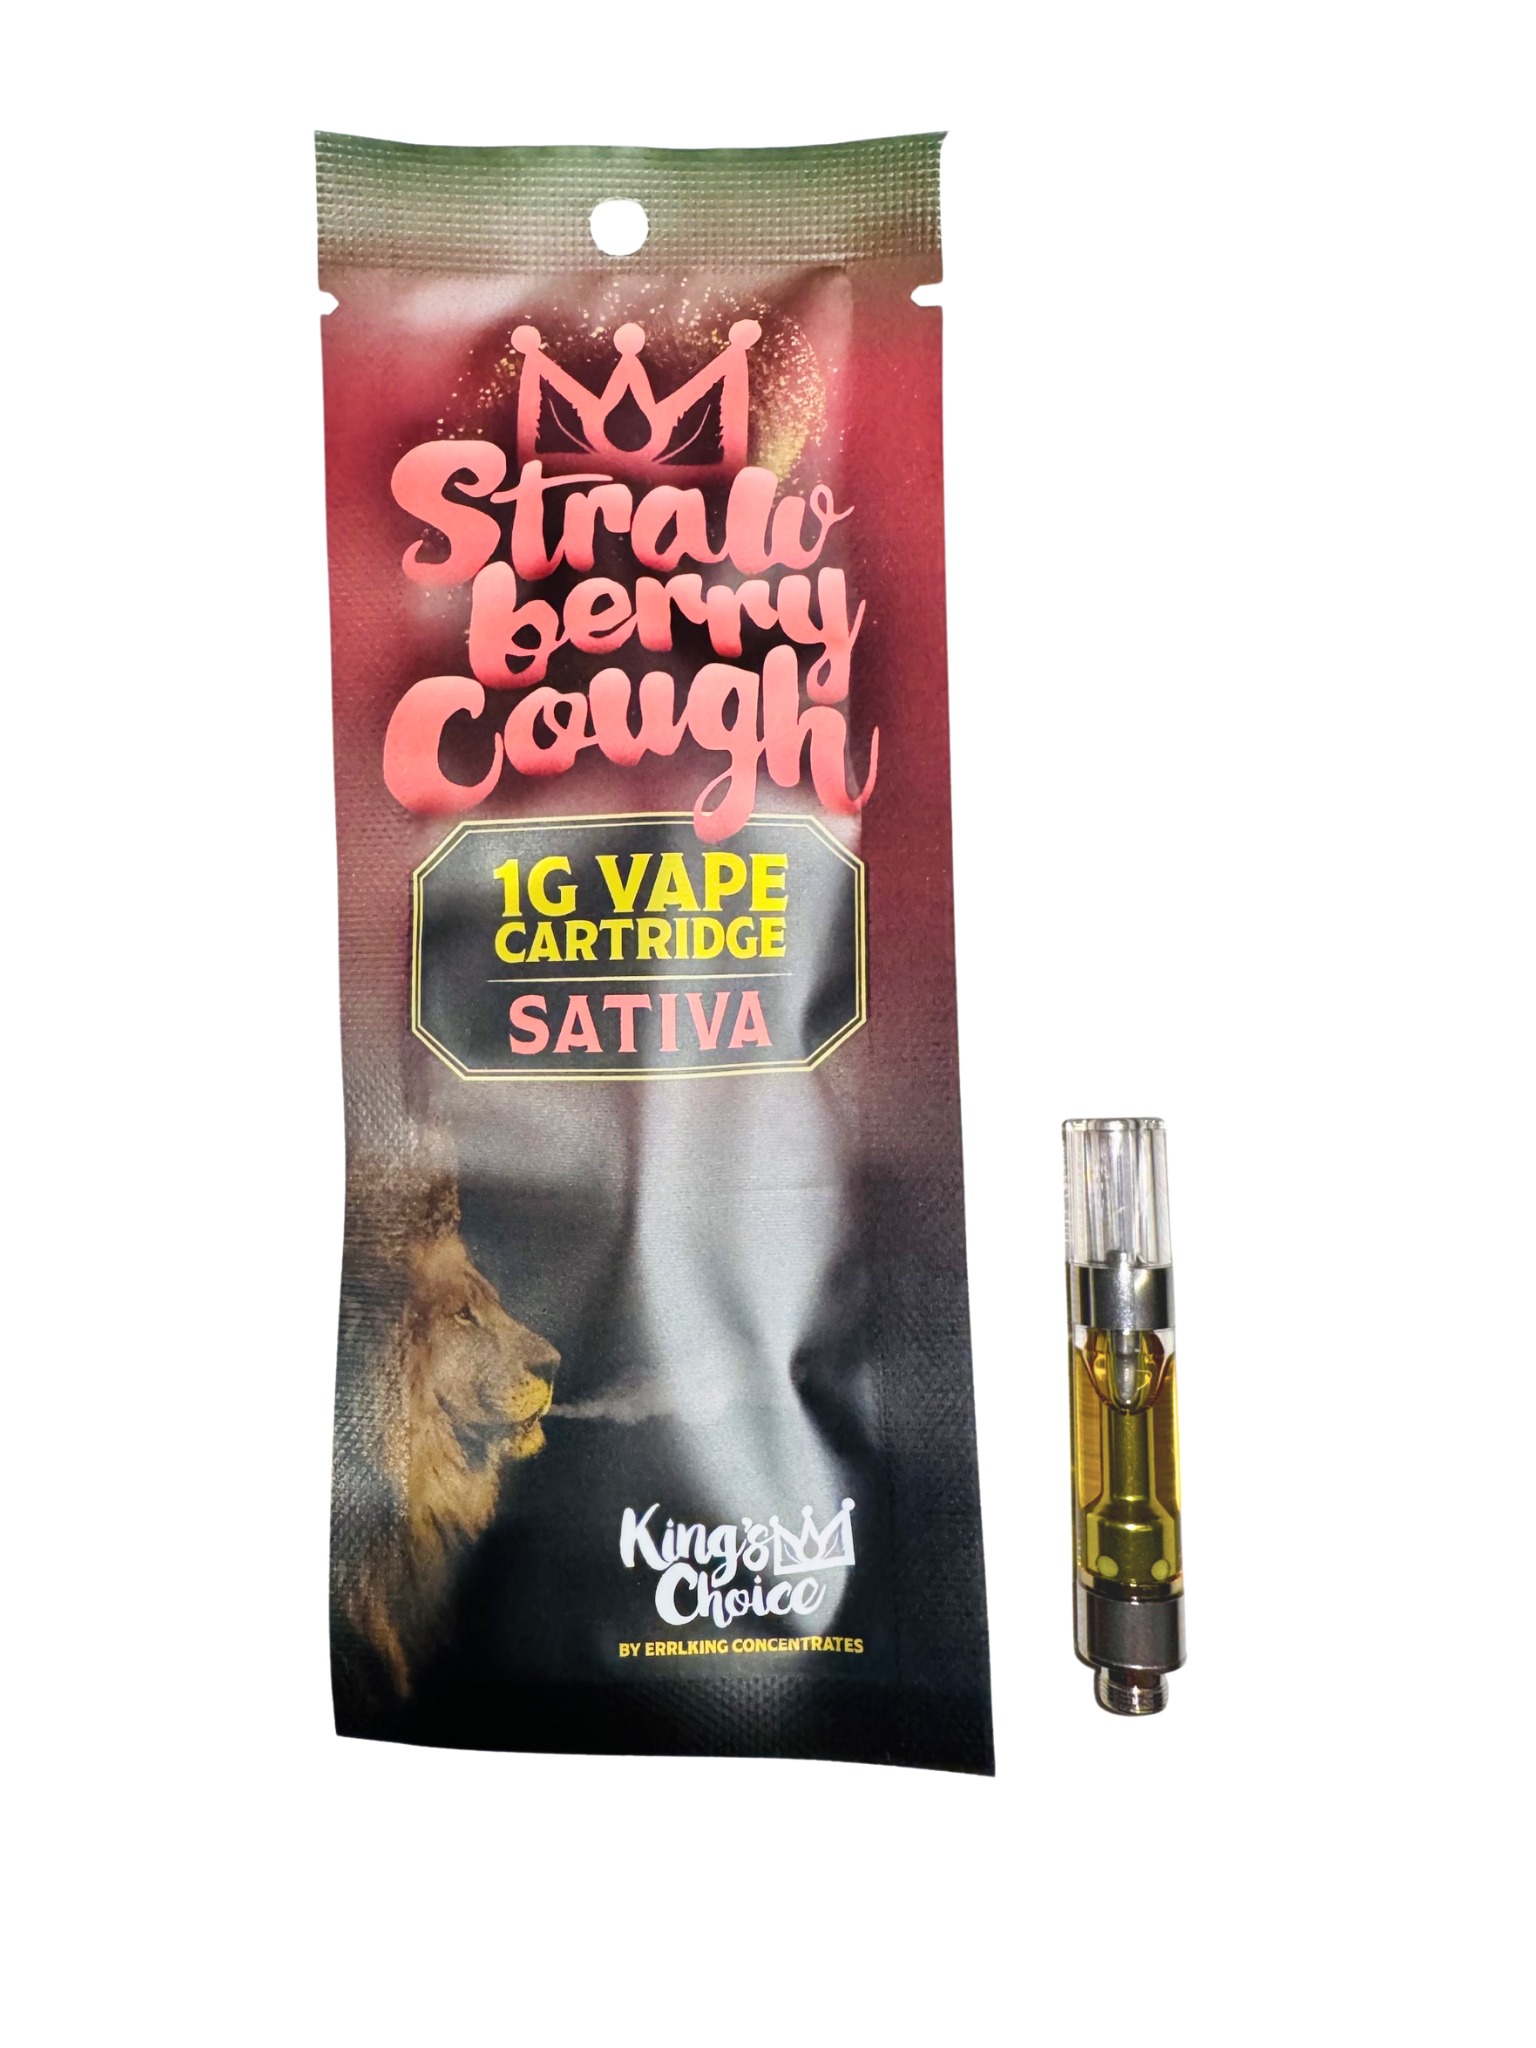 Straw
berry
Cough
1G VAPE
CARTRIDGE
SATIVA
King's
Choice
BY ERRLKING CONCENTRATES